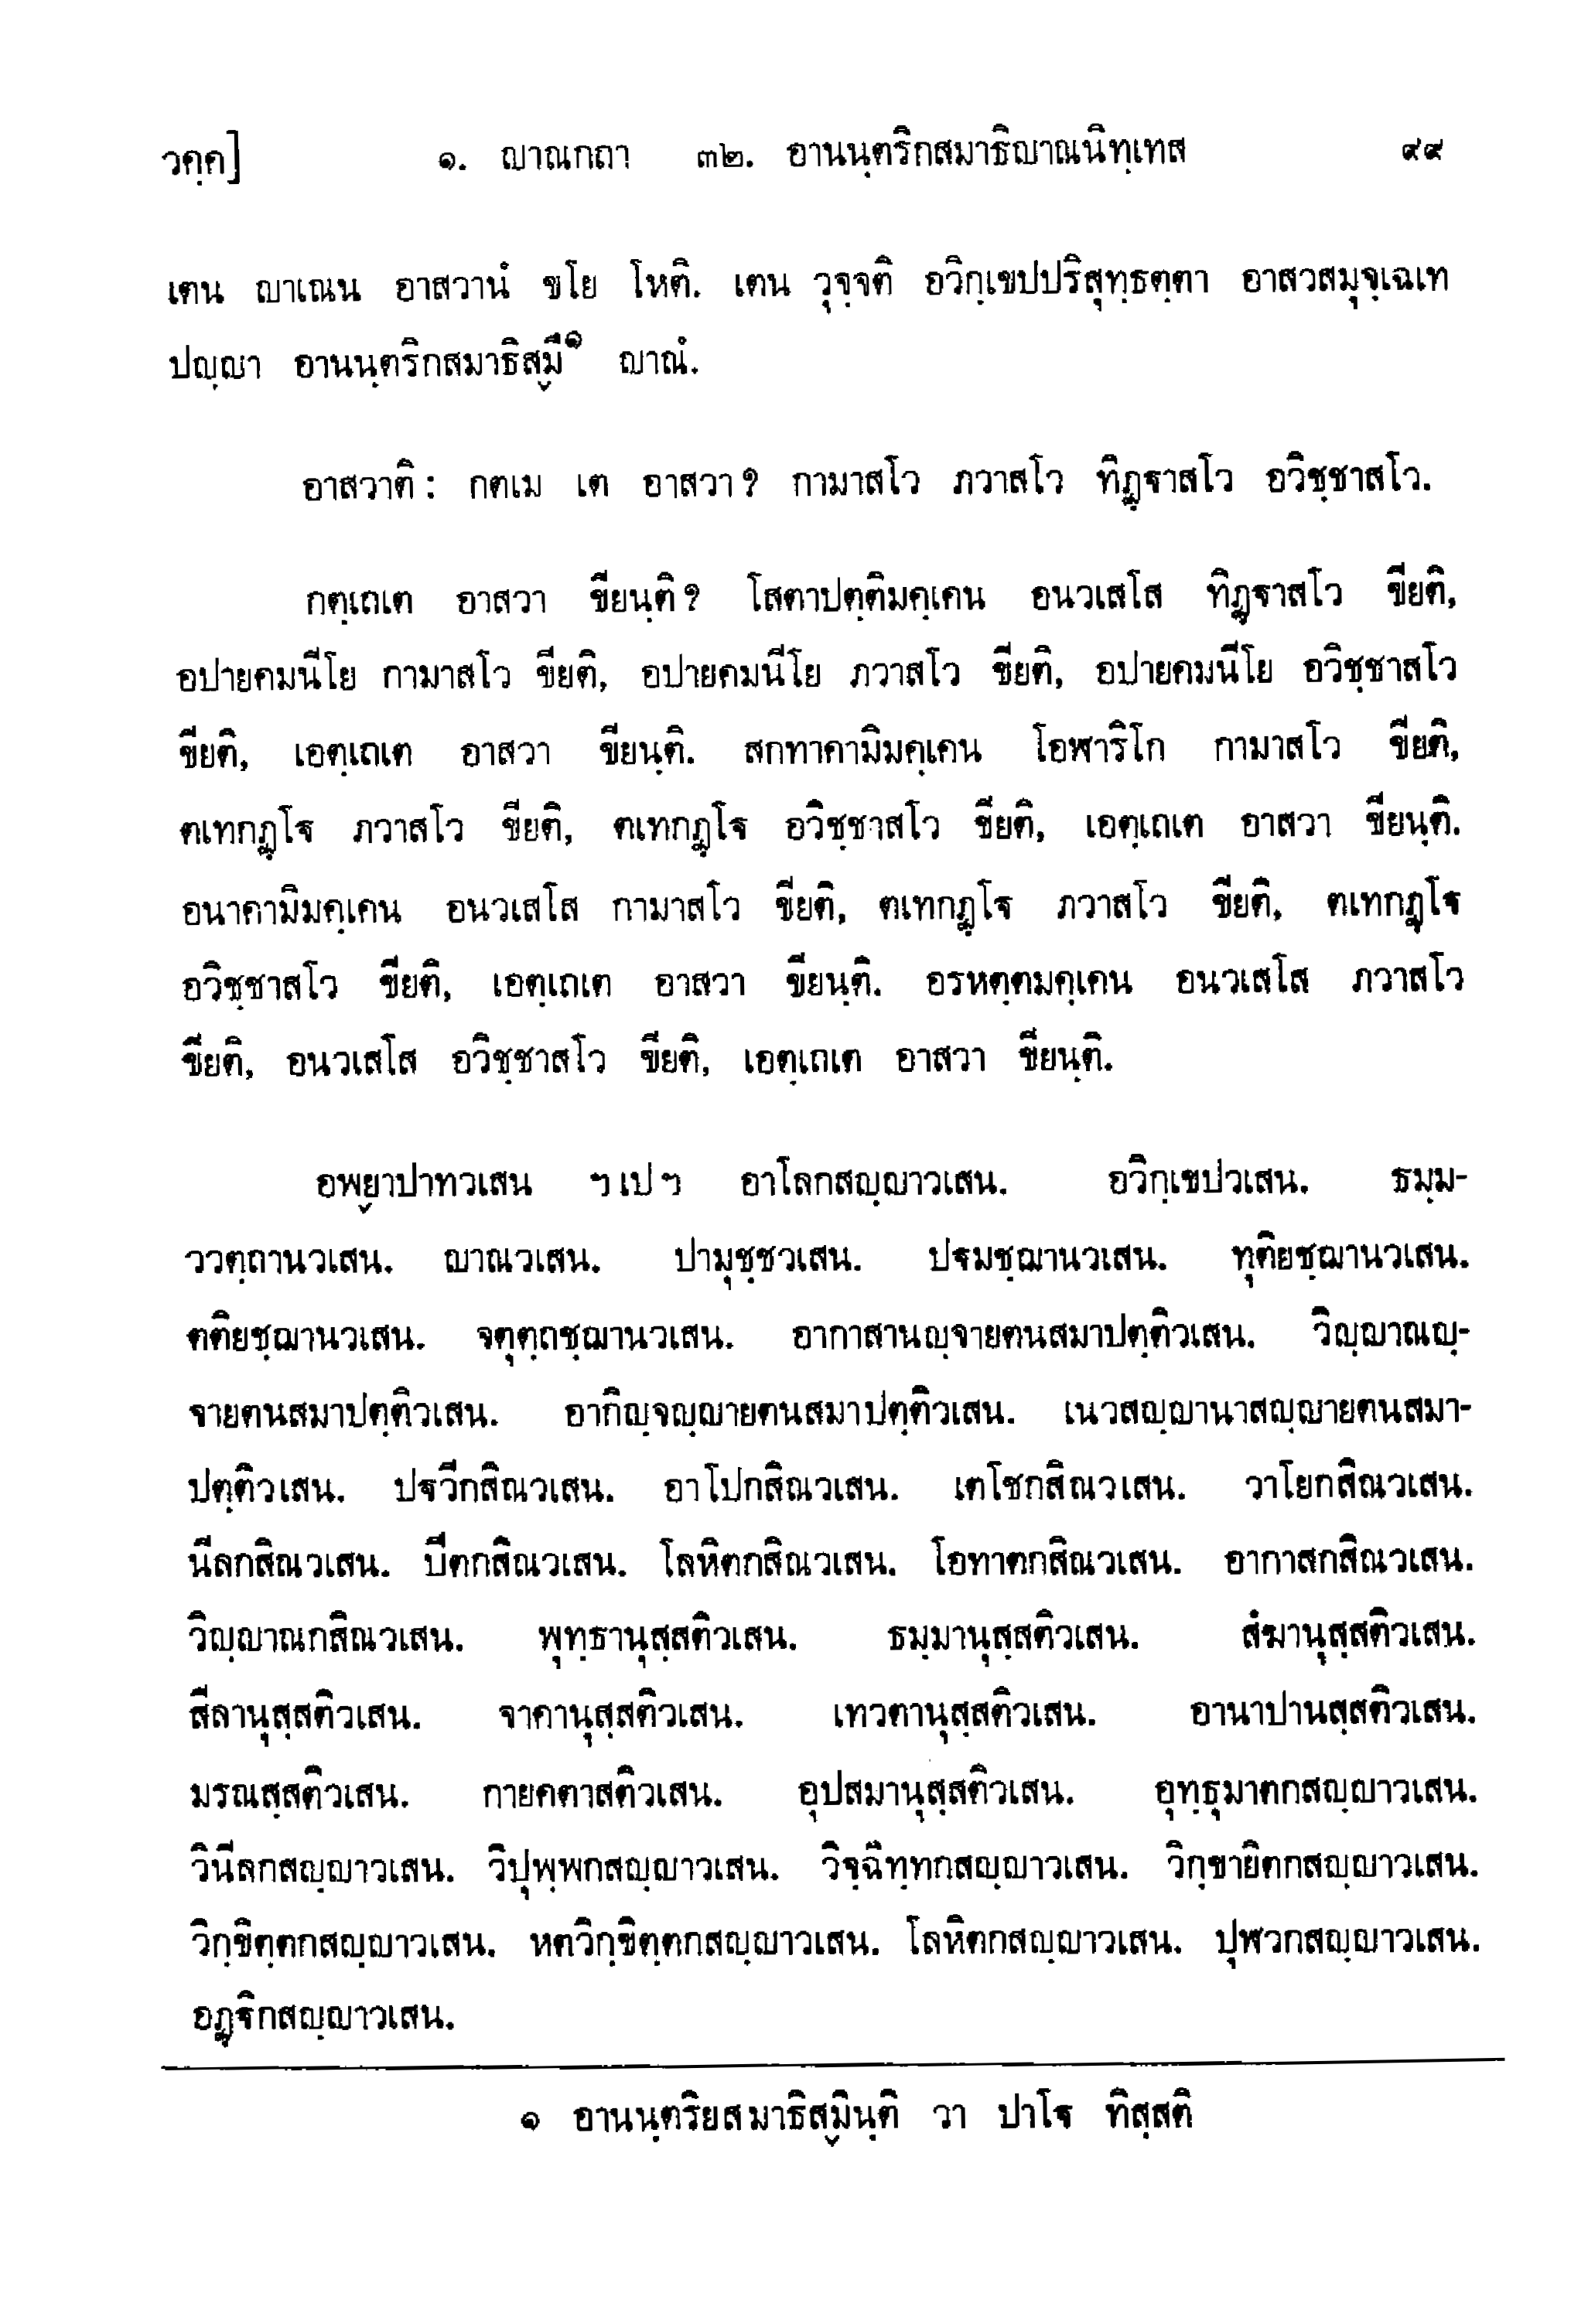 วคฺค]  ๑. ญาณกถา  ๓๒. อานนฺตริกสมาธิญาณนิทฺเทส  ๙๙
เตน ญาเณน อาสวานํ ขโย โหติ. เตน วุจฺจติ อวิกฺเขปปริสุทฺธตฺตา อาสวสมุจฺเฉเท
ปญฺญา อานนฺตริกสมาธิสฺมึ๑ ญาณํ.
อาสวาติ: กตเม เต อาสวา? กามาสโว ภวาสโว ทิฏฺฐาสโว อวิชฺชาสโว.
กตฺเถเต อาสวา ขียนฺติ? โสตาปตฺติมคฺเคน อนวเสโส ทิฏฺฐาสโว ขียติ,
อปายคมนีโย กามาสโว ขียติ, อปายคมนีโย ภวาสโว ขียติ, อปายคมนีโย อวิชฺชาสโว
ขียติ, เอตฺเถเต อาสวา ขียนฺติ. สกทาคามิมคฺเคน โอฬาริโก กามาสโว ขียติ,
ตเทกฏฺโฐ ภวาสโว ขียติ, ตเทกฏฺโฐ อวิชฺชาสโว ขียติ, เอตฺเถเต อาสวา ขียนฺติ.
อนาคามิมคฺเคน อนวเสโส กามาสโว ขียติ, ตเทกฏฺโฐ ภวาสโว ขียติ, ตเทกฏฺโฐ
อวิชฺชาสโว ขียติ, เอตฺเถเต อาสวา ขียนฺติ. อรหตฺตมคฺเคน อนวเสโส ภวาสโว
ขียติ, อนวเสโส อวิชฺชาสโว ขียติ, เอตฺเถเต อาสวา ขียนฺติ.
อพฺยาปาทวเสน ฯเปฯ อาโลกสญฺญาวเสน. อวิกฺเขปวเสน. ธมฺม-
ววตฺถานวเสน. ญาณวเสน. ปามุชฺชวเสน. ปฐมชฺฌานวเสน. ทุติยชฺฌานวเสน.
ตติยชฺฌานวเสน. จตุตฺถชฺฌานวเสน. อากาสานญฺจายตนสมาปตฺติวเสน. วิญฺญาณญฺ-
จายตนสมาปตฺติวเสน. อากิญฺจญฺญายตนสมาปตฺติวเสน. เนวสญฺญานาสญฺญายตนสมา-
ปตฺติวเสน. ปฐวีกสิณวเสน. อาโปกสิณวเสน. เตโชกสิณวเสน. วาโยกสิณวเสน.
นีลกสิณวเสน. ปีตกสิณวเสน. โลหิตกสิณวเสน. โอทาตกสิณวเสน. อากาสกสิณวเสน.
วิญฺญาณกสิณวเสน. พุทฺธานุสฺสติวเสน. ธมฺมานุสฺสติวเสน. สํฆานุสฺสติวเสน.
สีลานุสฺสติวเสน. จาคานุสฺสติวเสน. เทวตานุสฺสติวเสน. อานาปานสฺสติวเสน.
มรณสฺสติวเสน. กายคตาสติวเสน. อุปสมานุสฺสติวเสน. อุทฺธุมาตกสญฺญาวเสน.
วินีลกสญฺญาวเสน. วิปุพฺพกสญฺญาวเสน. วิจฺฉิทฺทกสญฺญาวเสน. วิกฺขายิตกสญฺญาวเสน.
วิกฺขิตฺตกสญฺญาวเสน. หตวิกฺขิตฺตกสญฺญาวเสน. โลหิตกสญฺญาวเสน. ปุฬวกสญฺญาวเสน.
อฏฺฐิกสญฺญาวเสน.
๑ อานนฺตริยสมาธิสฺมินฺติ วา ปาโฐ ทิสฺสติ